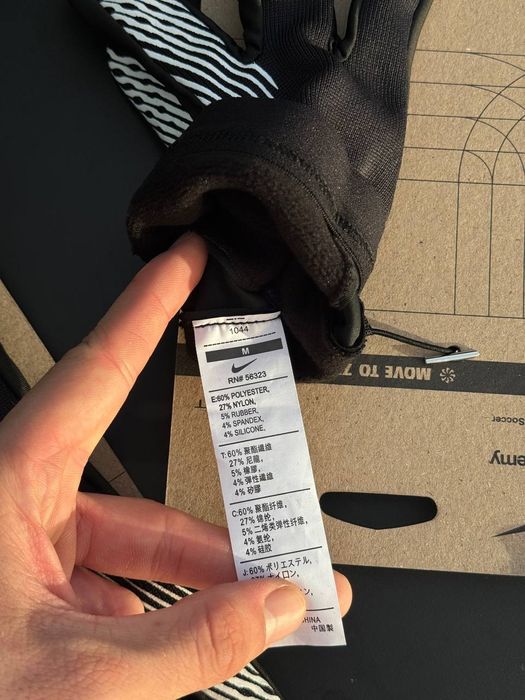 1044
M
RN# 56323
E:60% POLYESTER,
27% NYLON,
5% RUBBER,
4% SPANDEX,
4% SILICONE,
T:60% 聚酯纖維
27% 尼龍,
5% 橡膠,
4% 彈性纖維
4% 矽膠
C:60% 聚酯纤维,
27% 锦纶,
5% 二烯类弹性纤维,
4% 氨纶,
4% 硅胶
J:60% ポリエステル,
中国製
MOVE TO
Soccer